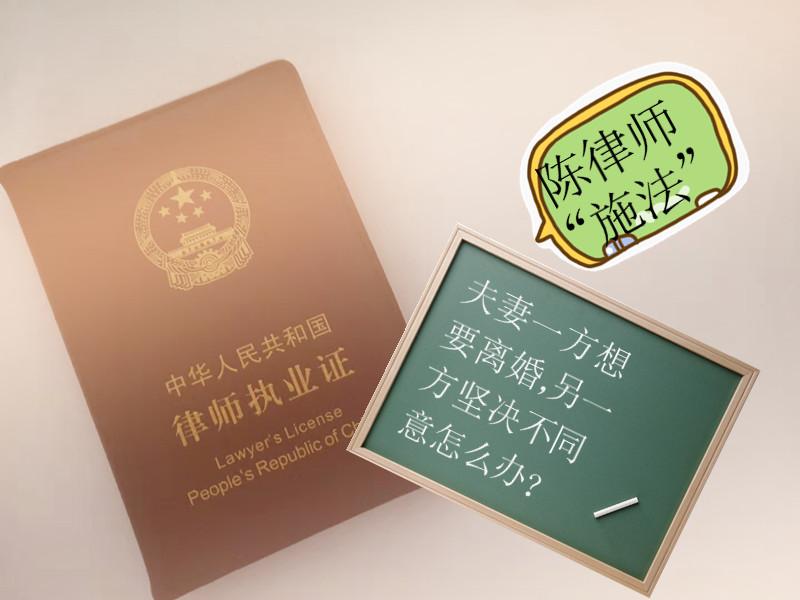 中华人民共和国
律师执业证
Lawyer's License
People's Republic of Ch
陈律师
“施法”
夫妻一方想
要离婚,另一
方坚决不同
意怎么办?